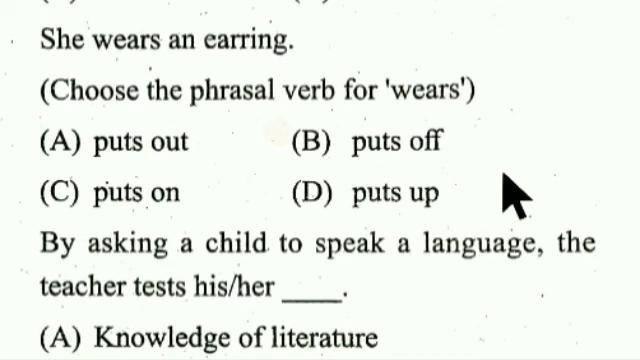 She wears an earring.
(Choose the phrasal verb for 'wears')
(A) puts out (B) puts off
(C) puts on (D) puts up
By asking a child to speak a language, the
teacher tests his/her ____.
(A) Knowledge of literature